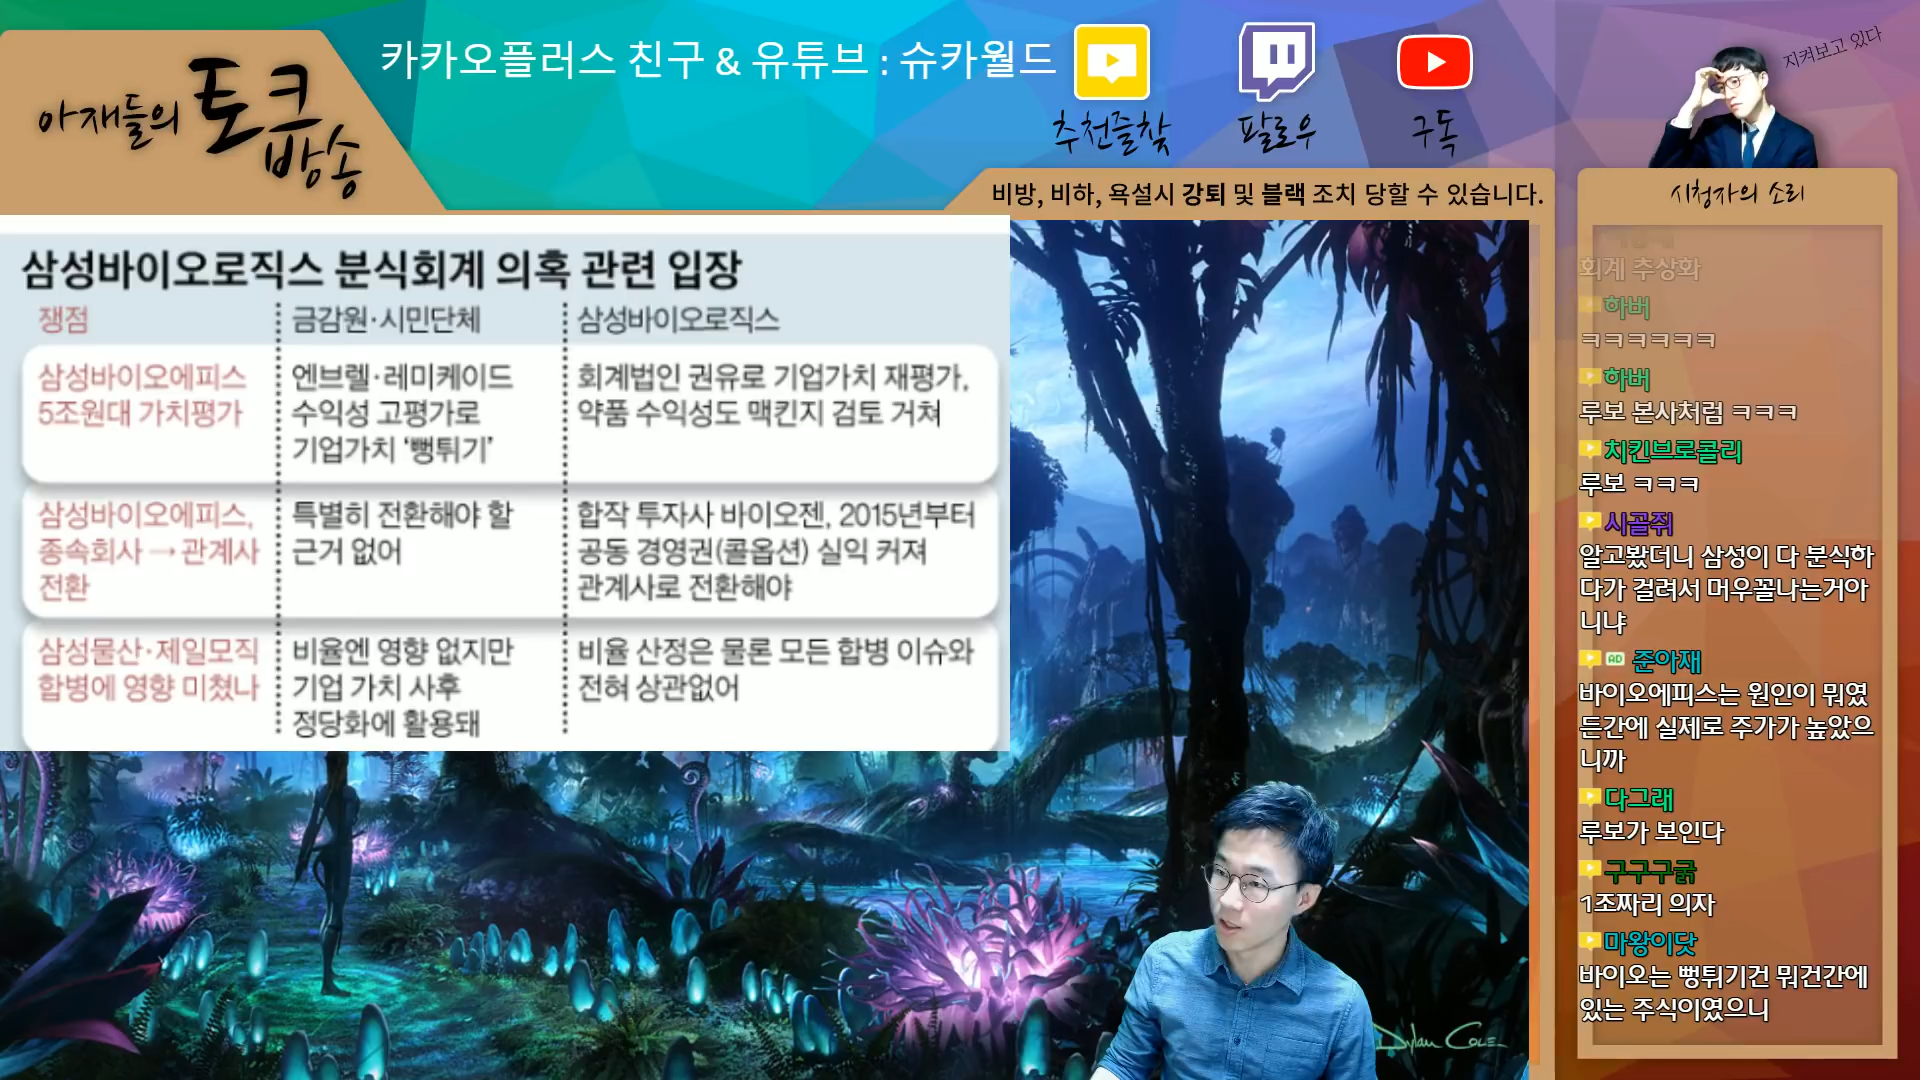 아재들의 토크
방송
카카오플러스 친구 & 유튜브 : 슈카월드
추천즐찾
팔로우
구독
지켜보고 있다
비방, 비하, 욕설시 강퇴 및 블랙 조치 당할 수 있습니다.
삼성바이오로직스 분식회계 의혹 관련 입장
쟁점
금감원·시민단체
삼성바이오로직스
삼성바이오에피스
5조원대 가치평가
엔브렐·레미케이드
수익성 고평가로
기업가치 ‘뻥튀기’
회계법인 권유로 기업가치 재평가,
약품 수익성도 맥킨지 검토 거쳐
삼성바이오에피스,
종속회사→관계사
전환
특별히 전환해야 할
근거 없어
합작 투자사 바이오젠, 2015년부터
공동 경영권(콜옵션) 실익 커져
관계사로 전환해야
삼성물산·제일모직
합병에 영향 미쳤나
비율엔 영향 없지만
기업 가치 사후
정당화에 활용돼
비율 산정은 물론 모든 합병 이슈와
전혀 상관없어
시청자의 소리
회계 추상화
하버
ㅋㅋㅋㅋㅋㅋ
하버
루보 본사처럼 ㅋㅋㅋ
치킨브로콜리
루보 ㅋㅋㅋ
시골쥐
알고봤더니 삼성이 다 분식하
다가 걸려서 머우꼴나는거아
니냐
AD 준아재
바이오에피스는 원인이 뭐였
든간에 실제로 주가가 높았으
니까
다그래
루보가 보인다
구구구굵
1조짜리 의자
마왕이닷
바이오는 뻥튀기건 뭐건간에
있는 주식이였으니
Dylan Cole